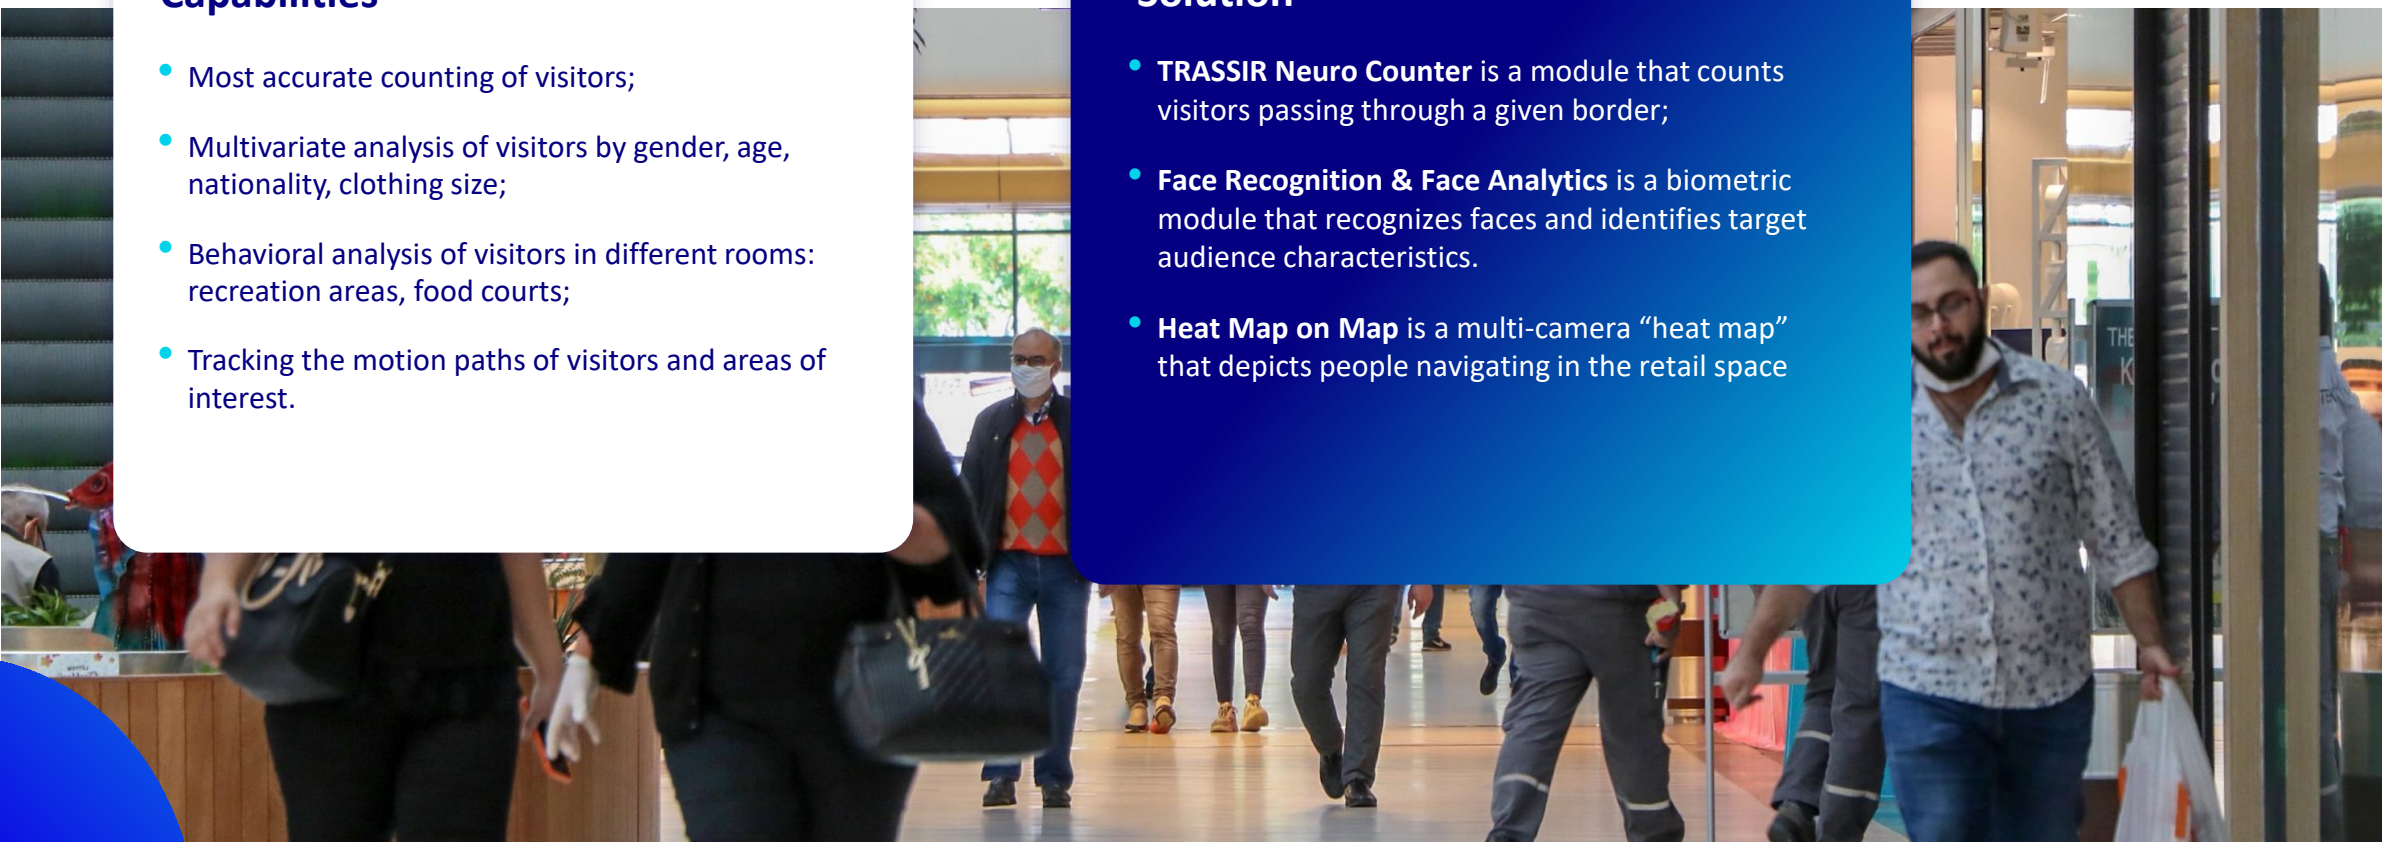 Capabilities
Most accurate counting of visitors;
Multivariate analysis of visitors by gender, age,
nationality, clothing size;
Behavioral analysis of visitors in different rooms:
recreation areas, food courts;
Tracking the motion paths of visitors and areas of
interest.
Solution
TRASSIR Neuro Counter is a module that counts
visitors passing through a given border;
Face Recognition & Face Analytics is a biometric
module that recognizes faces and identifies target
audience characteristics.
Heat Map on Map is a multi-camera “heat map”
that depicts people navigating in the retail space
THE
K